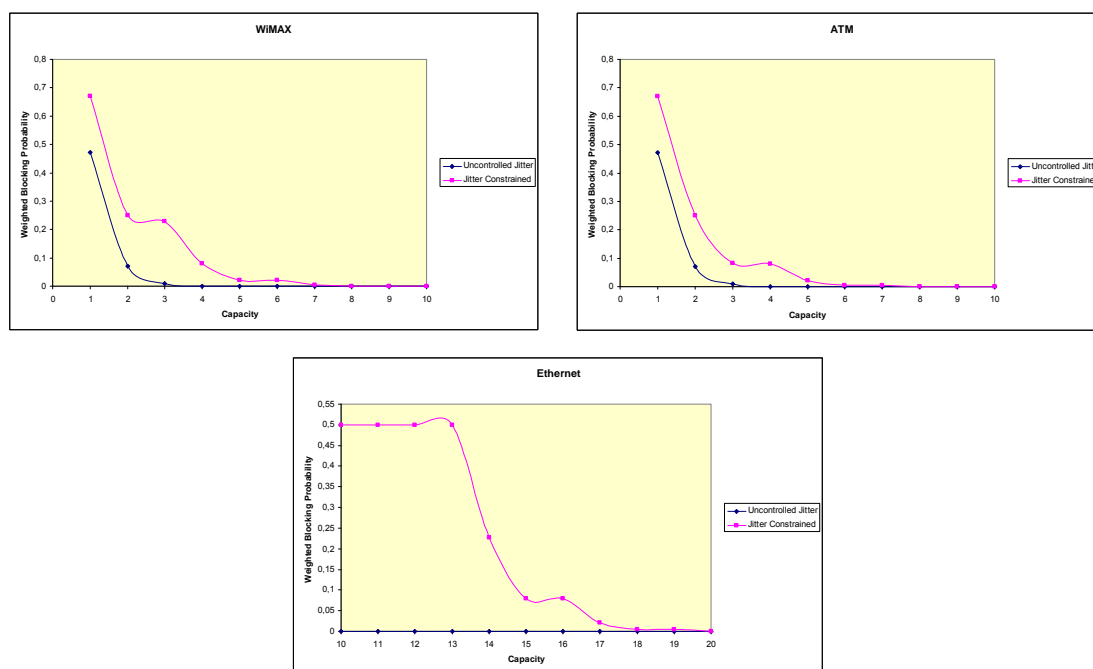 WiMAX
0,8
0,7
0,6
0,5
0,4
0,3
0,2
0,1
0
Weighted Blocking Probability
0 1 2 3 4 5 6 7 8 9 10
Capacity
Uncontrolled Jitter
Jitter Constrained
ATM
0,8
0,7
0,6
0,5
0,4
0,3
0,2
0,1
0
Weighted Blocking Probability
0 1 2 3 4 5 6 7 8 9 10
Capacity
Uncontrolled Jitter
Jitter Constrained
Ethernet
0,55
0,5
0,45
0,4
0,35
0,3
0,25
0,2
0,15
0,1
0,05
0
Weighted Blocking Probability
10 11 12 13 14 15 16 17 18 19 20
Capacity
Uncontrolled Jitter
Jitter Constrained